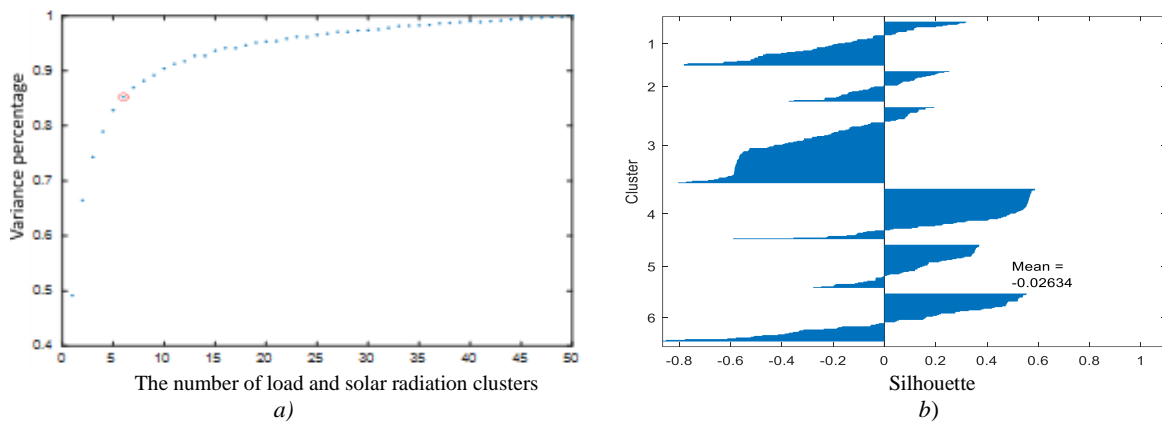 1
0.9
0.8
0.7
0.6
0.5
0.4
Variance percentage
0 5 10 15 20 25 30 35 40 45 50
The number of load and solar radiation clusters
a)
1
2
3
4
5
6
Cluster
Mean =
-0.02634
-0.8 -0.6 -0.4 -0.2 0 0.2 0.4 0.6 0.8 1
Silhouette
b)